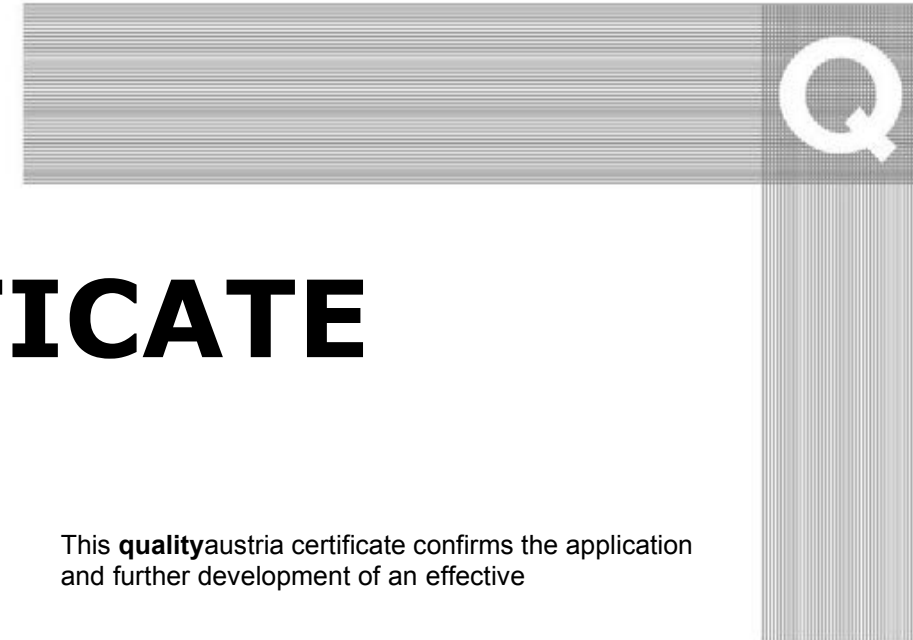 Q
TICATE
This qualityaustria certificate confirms the application
and further development of an effective